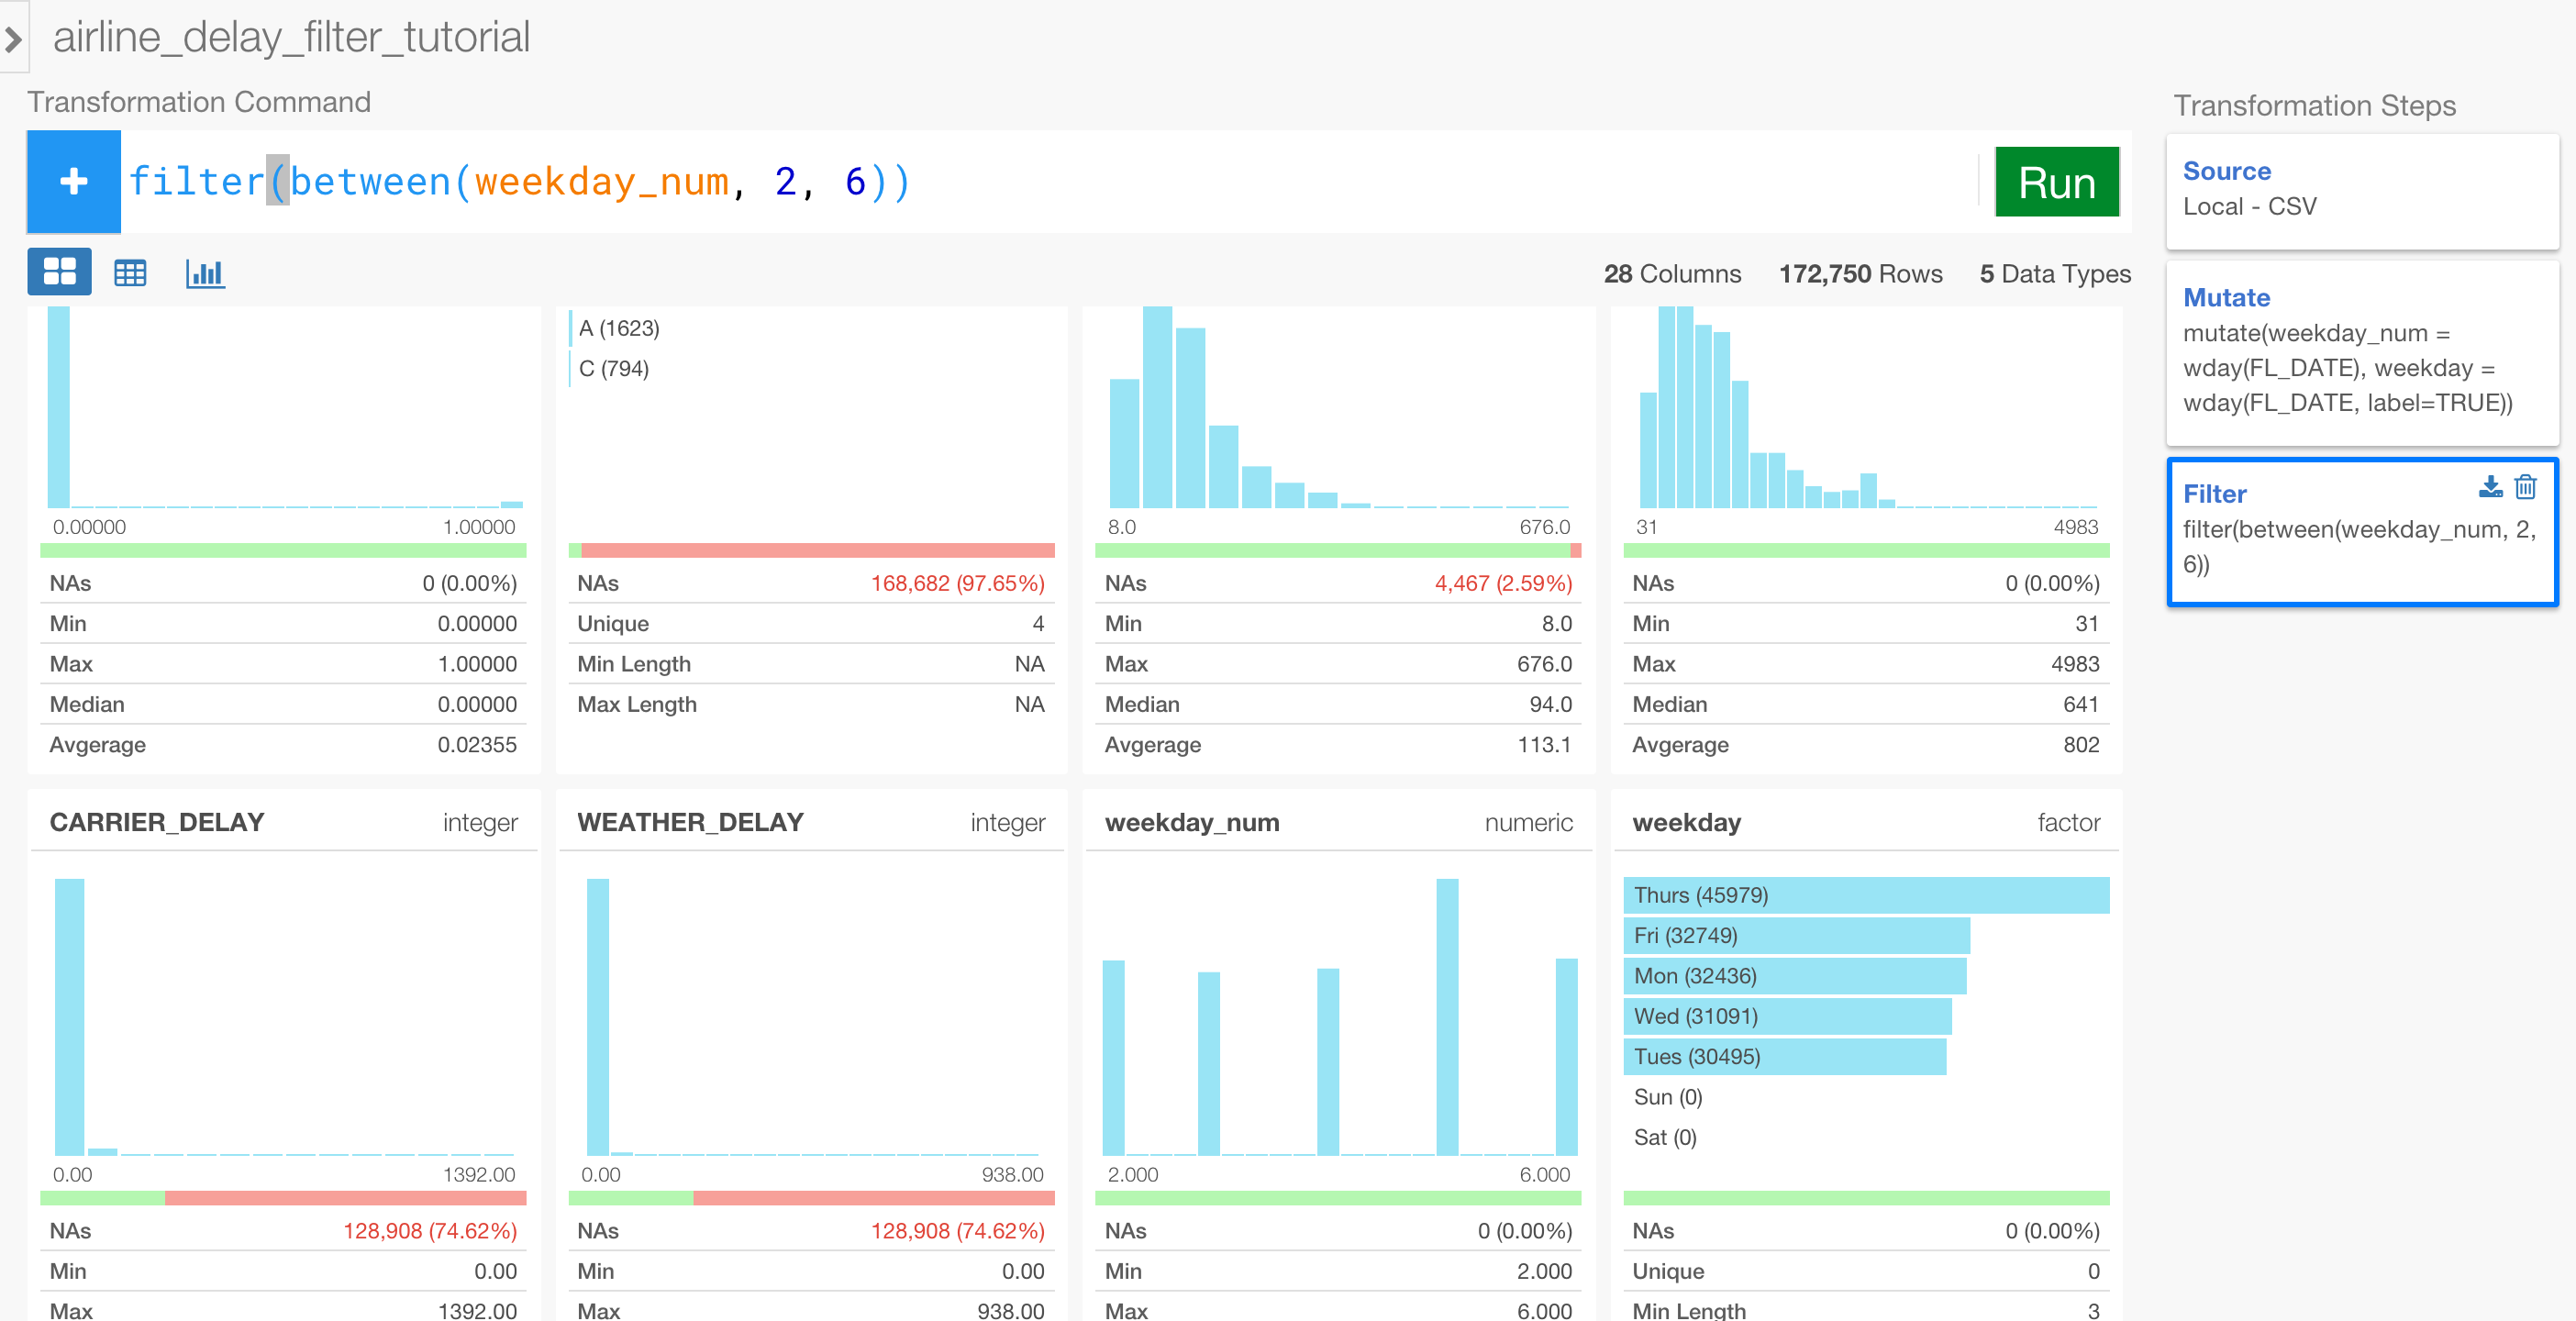 airline_delay_filter_tutorial
Transformation Command
filter(between(weekday_num, 2, 6))
Run
28 Columns 172,750 Rows 5 Data Types
0.00000 1.00000
NAs 0 (0.00%)
Min 0.00000
Max 1.00000
Median 0.00000
Avgerage 0.02355
A (1623)
C (794)
NAs 168,682 (97.65%)
Unique 4
Min Length NA
Max Length NA
8.0 676.0
NAs 4,467 (2.59%)
Min 8.0
Max 676.0
Median 94.0
Avgerage 113.1
31 4983
NAs 0 (0.00%)
Min 31
Max 4983
Median 641
Avgerage 802
CARRIER_DELAY integer
0.00 1392.00
NAs 128,908 (74.62%)
Min 0.00
Max 1392.00
WEATHER_DELAY integer
0.00 938.00
NAs 128,908 (74.62%)
Min 0.00
Max 938.00
weekday_num numeric
2.000 6.000
NAs 0 (0.00%)
Min 2.000
Max 6.000
weekday factor
Thurs (45979)
Fri (32749)
Mon (32436)
Wed (31091)
Tues (30495)
Sun (0)
Sat (0)
NAs 0 (0.00%)
Unique 0
Min Length 3
Transformation Steps
Source
Local - CSV
Mutate
mutate(weekday_num =
wday(FL_DATE), weekday =
wday(FL_DATE, label=TRUE))
Filter
filter(between(weekday_num, 2,
6))